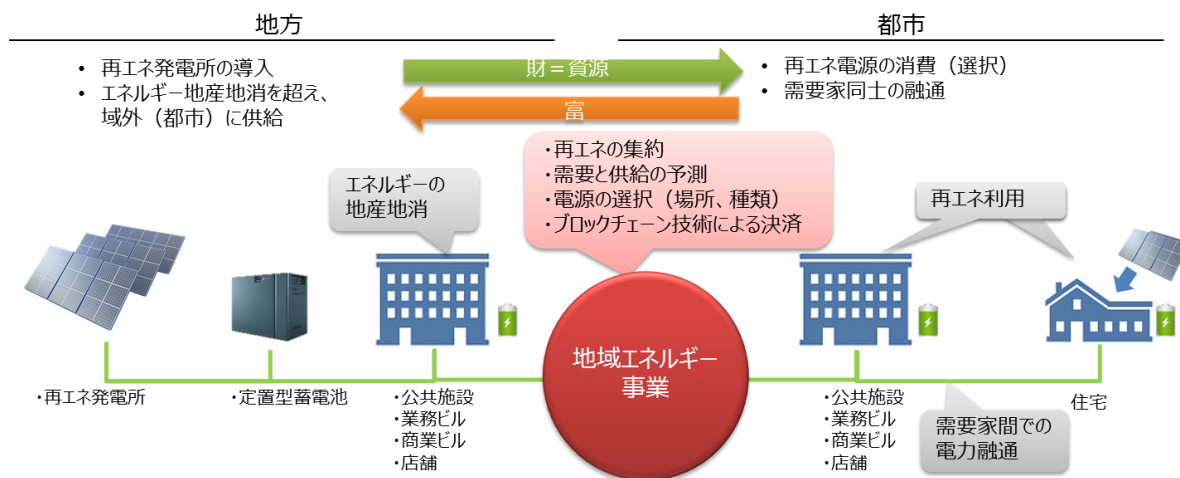 地方
都市
• 再エネ発電所の導入
• エネルギー地産地消を超え、
域外（都市）に供給
財＝資源
富
• 再エネ電源の消費（選択）
• 需要家同士の融通
・再エネの集約
・需要と供給の予測
・電源の選択（場所、種類）
・ブロックチェーン技術による決済
エネルギーの
地産地消
再エネ利用
地域エネルギー
事業
・再エネ発電所
・定置型蓄電池
・公共施設
・業務ビル
・商業ビル
・店舗
・公共施設
・業務ビル
・商業ビル
・店舗
需要家間での
電力融通
住宅